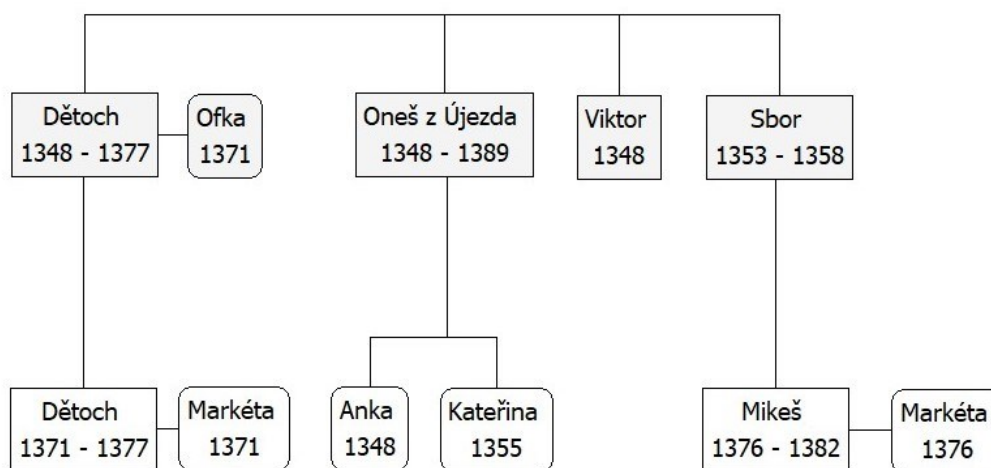 Dětoch
1348 - 1377
Ofka
1371
Oneš z Újezda
1348 - 1389
Viktor
1348
Sbor
1353 - 1358
Dětoch
1371 - 1377
Markéta
1371
Anka
1348
Kateřina
1355
Mikeš
1376 - 1382
Markéta
1376